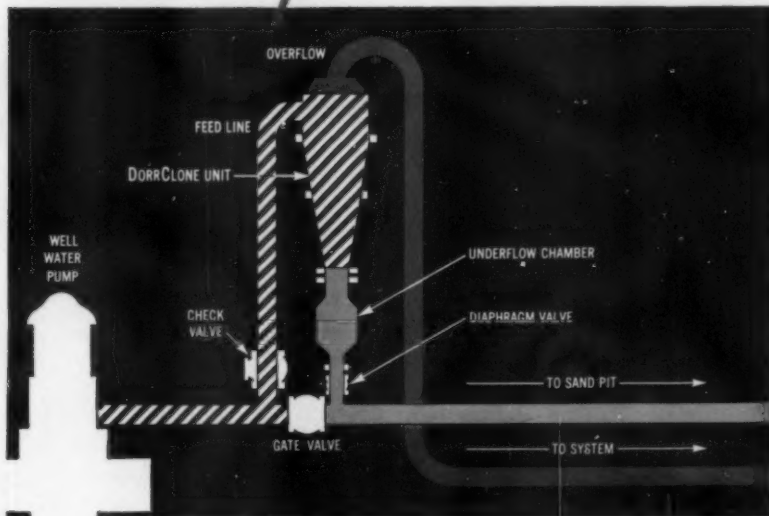 OVERFLOW
FEED LINE
DORRCLONE UNIT
WELL
WATER
PUMP
UNDERFLOW CHAMBER
CHECK
VALVE
DIAPHRAGM VALVE
TO SAND PIT
GATE VALVE
TO SYSTEM